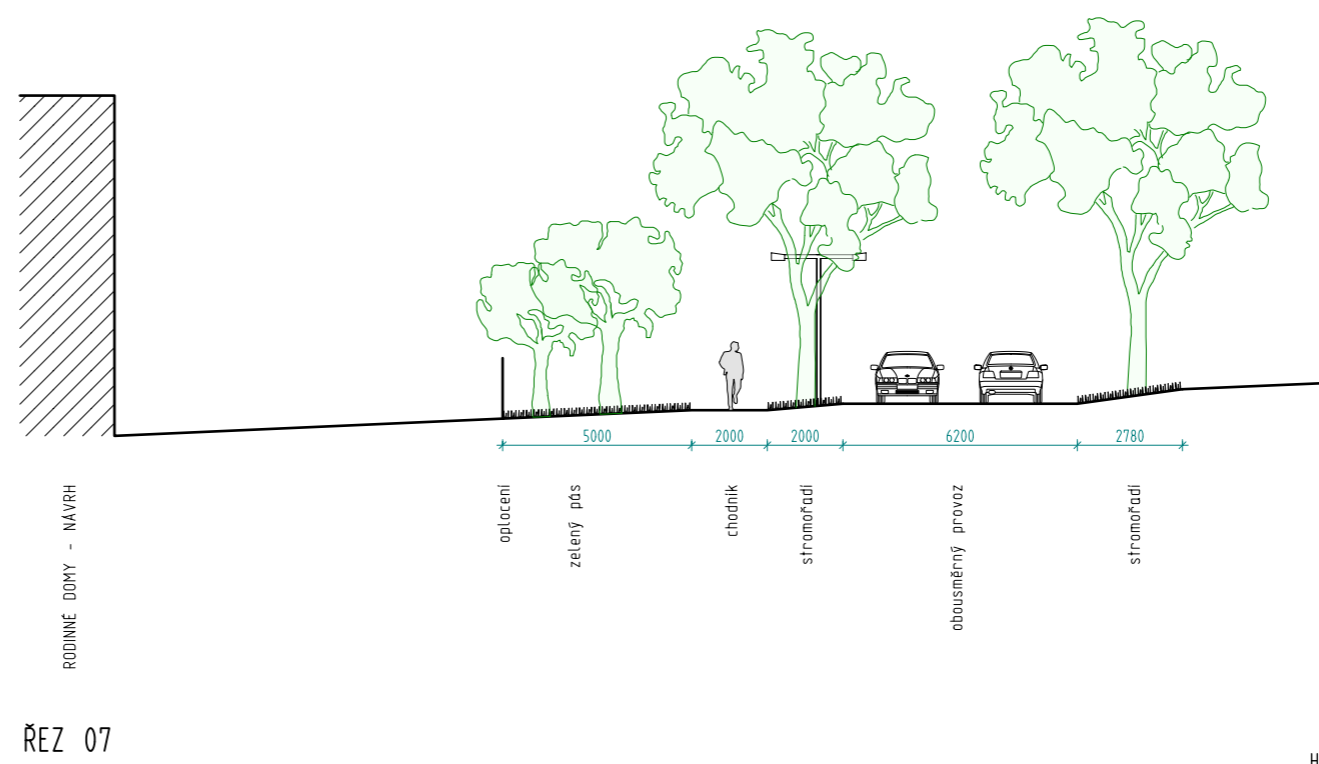 5000
2000
2000
6200
2780
RODINNÉ DOMY - NÁVRH
oplocení
zelený pás
chodník
stromořadí
obousměrný provoz
stromořadí
ŘEZ 07
H